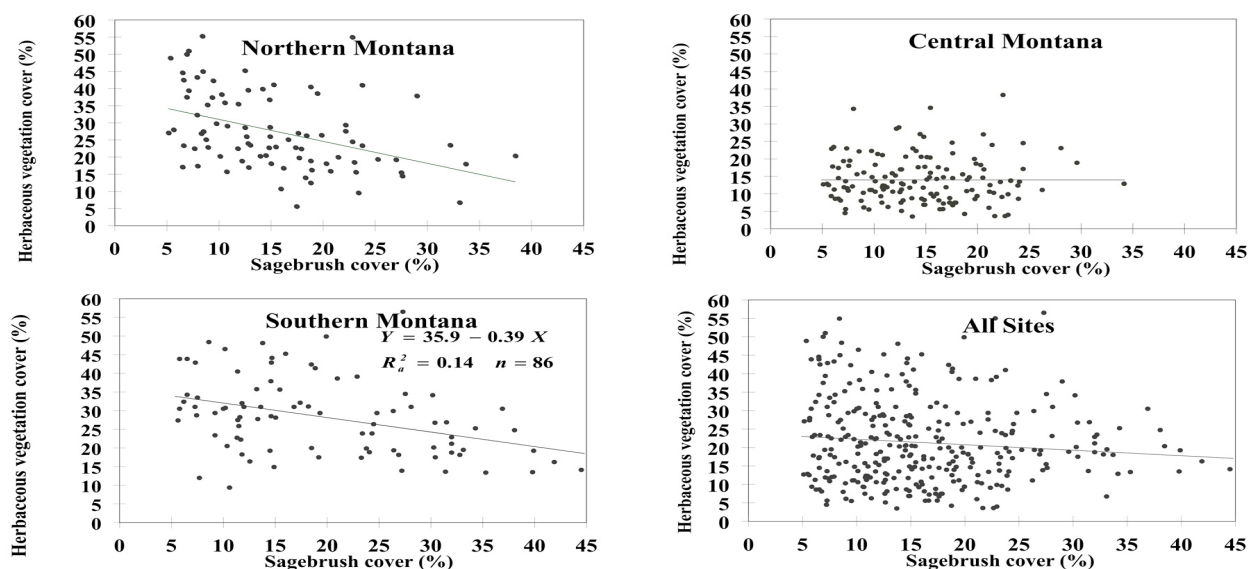 Northern Montana
Herbaceous vegetation cover (%)
60
55
50
45
40
35
30
25
20
15
10
5
0
0 5 10 15 20 25 30 35 40 45
Sagebrush cover (%)
Central Montana
Herbaceous vegetation cover (%)
60
55
50
45
40
35
30
25
20
15
10
5
0
0 5 10 15 20 25 30 35 40 45
Sagebrush cover (%)
Southern Montana
Y = 35.9 − 0.39 X
R²ₐ = 0.14 n = 86
Herbaceous vegetation cover (%)
60
55
50
45
40
35
30
25
20
15
10
5
0
0 5 10 15 20 25 30 35 40 45
Sagebrush cover (%)
All Sites
Herbaceous vegetation cover (%)
60
55
50
45
40
35
30
25
20
15
10
5
0
0 5 10 15 20 25 30 35 40 45
Sagebrush cover (%)